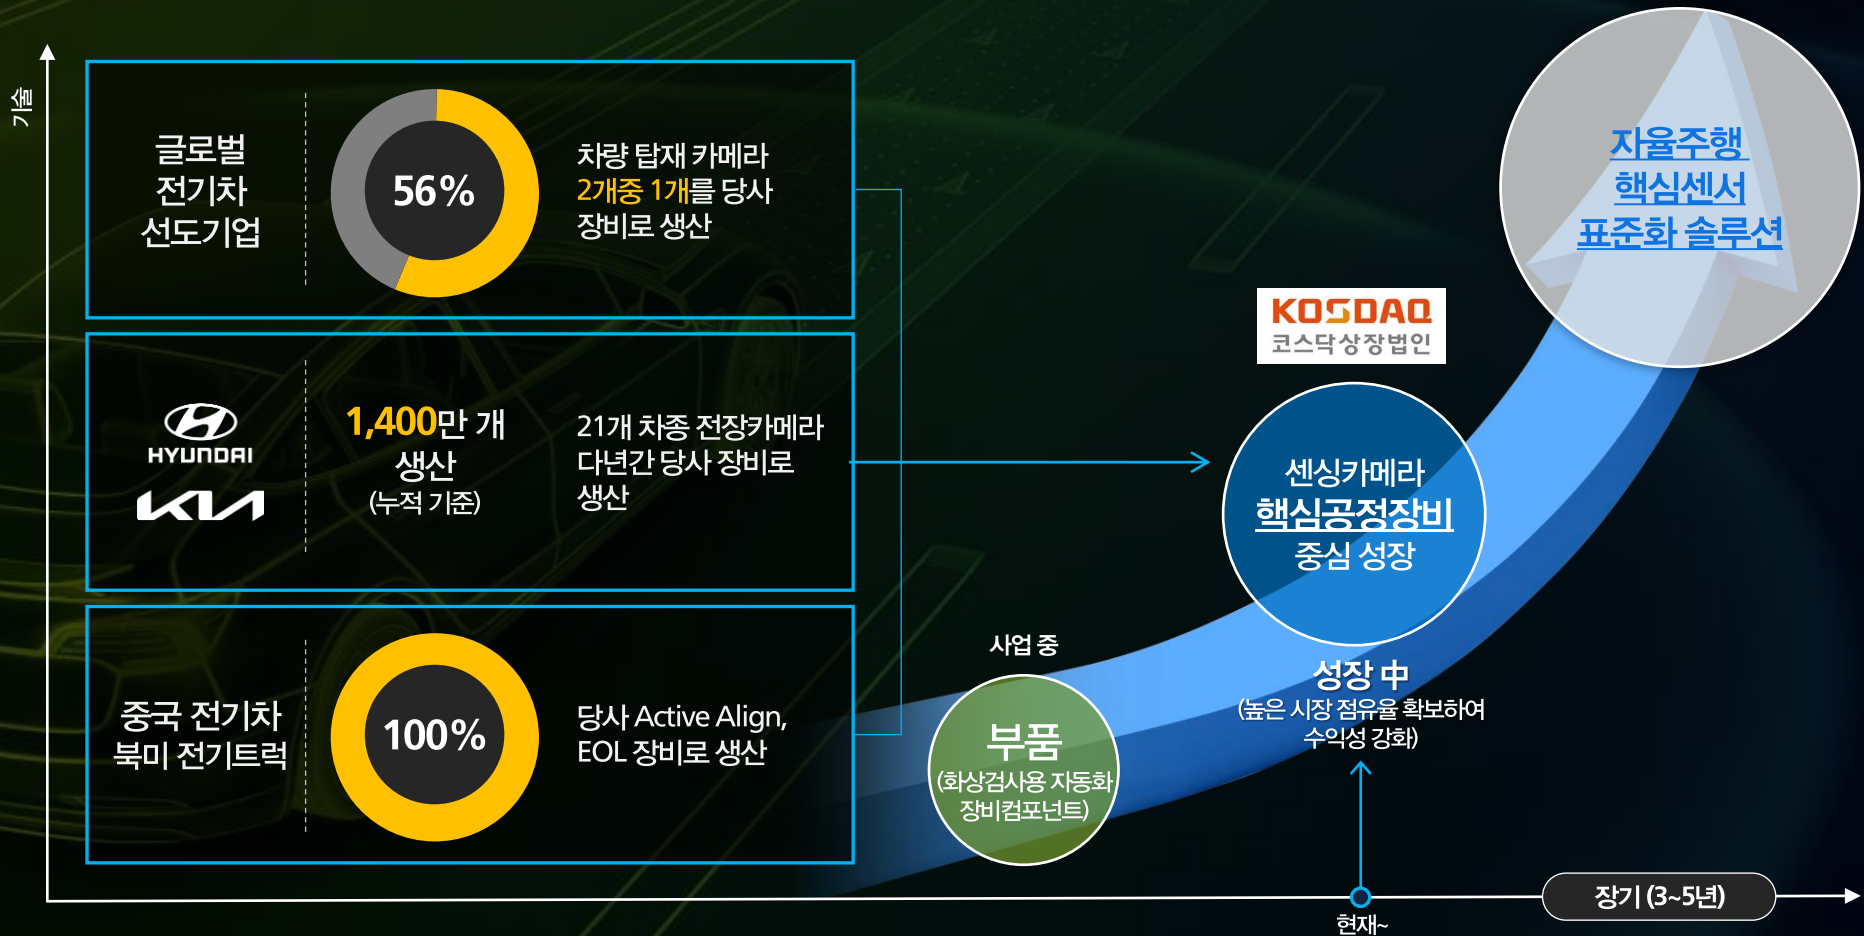 기술
글로벌
전기차
선도기업
56%
차량 탑재 카메라
2개중 1개를 당사
장비로 생산
HYUNDAI
KIA
1,400만 개
생산
(누적 기준)
21개 차종 전장카메라
다년간 당사 장비로
생산
중국 전기차
북미 전기트럭
100%
당사 Active Align,
EOL 장비로 생산
사업 중
부품
(화상검사용 자동화
장비컴포넌트)
KOSDAQ
코스닥상장법인
센싱카메라
핵심공정장비
중심 성장
성장 中
(높은 시장 점유율 확보하여
수익성 강화)
자율주행
핵심센서
표준화 솔루션
현재~
장기 (3~5년)